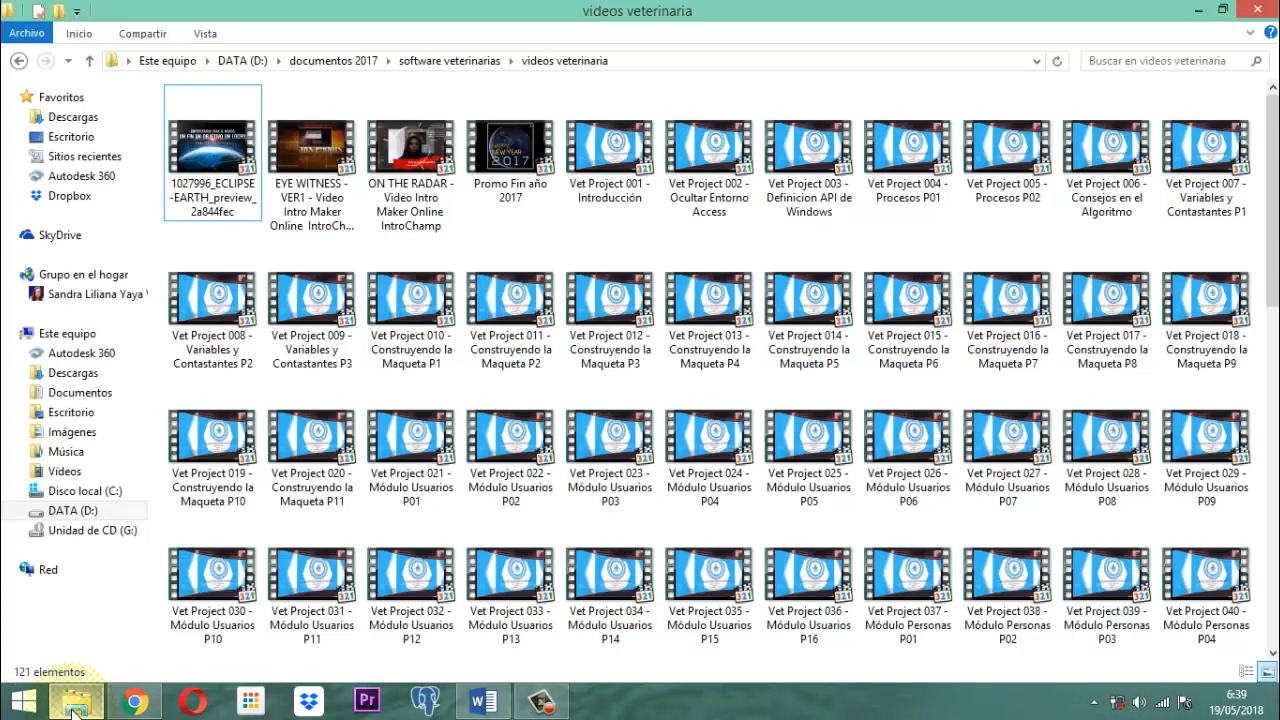 videos veterinaria
Archivo Inicio Compartir Vista
Este equipo DATA (D:) documentos 2017 software veterinarias videos veterinaria
Buscar en videos veterinaria
Favoritos
Descargas
Escritorio
Sitios recientes
Autodesk 360
Dropbox
SkyDrive
Grupo en el hogar
Sandra Liliana Yaya
Este equipo
Autodesk 360
Descargas
Documentos
Escritorio
Imágenes
Música
Vídeos
Disco local (C:)
DATA (D:)
Unidad de CD (G:)
Red
1027996_ECLIPSE
-EARTH_preview_
2a844fec
EYE WITNESS -
VER1 - Video
Intro Maker
Online IntroCh...
ON THE RADAR -
Video Intro
Maker Online
IntroChamp
HAPPY
NEW YEAR
2017
Promo Fin año
2017
Vet Project 001 -
Introducción
Vet Project 002 -
Ocultar Entorno
Access
Vet Project 003 -
Definicion API de
Windows
Vet Project 004 -
Procesos P01
Vet Project 005 -
Procesos P02
Vet Project 006 -
Consejos en el
Algoritmo
Vet Project 007 -
Variables y
Contastantes P1
Vet Project 008 -
Variables y
Contastantes P2
Vet Project 009 -
Variables y
Contastantes P3
Vet Project 010 -
Construyendo la
Maqueta P1
Vet Project 011 -
Construyendo la
Maqueta P2
Vet Project 012 -
Construyendo la
Maqueta P3
Vet Project 013 -
Construyendo la
Maqueta P4
Vet Project 014 -
Construyendo la
Maqueta P5
Vet Project 015 -
Construyendo la
Maqueta P6
Vet Project 016 -
Construyendo la
Maqueta P7
Vet Project 017 -
Construyendo la
Maqueta P8
Vet Project 018 -
Construyendo la
Maqueta P9
Vet Project 019 -
Construyendo la
Maqueta P10
Vet Project 020 -
Construyendo la
Maqueta P11
Vet Project 021 -
Módulo Usuarios
P01
Vet Project 022 -
Módulo Usuarios
P02
Vet Project 023 -
Módulo Usuarios
P03
Vet Project 024 -
Módulo Usuarios
P04
Vet Project 025 -
Módulo Usuarios
P05
Vet Project 026 -
Módulo Usuarios
P06
Vet Project 027 -
Módulo Usuarios
P07
Vet Project 028 -
Módulo Usuarios
P08
Vet Project 029 -
Módulo Usuarios
P09
Vet Project 030 -
Módulo Usuarios
P10
Vet Project 031 -
Módulo Usuarios
P11
Vet Project 032 -
Módulo Usuarios
P12
Vet Project 033 -
Módulo Usuarios
P13
Vet Project 034 -
Módulo Usuarios
P14
Vet Project 035 -
Módulo Usuarios
P15
Vet Project 036 -
Módulo Usuarios
P16
Vet Project 037 -
Módulo Personas
P01
Vet Project 038 -
Módulo Personas
P02
Vet Project 039 -
Módulo Personas
P03
Vet Project 040 -
Módulo Personas
P04
121 elementos
Pr
6:39
19/05/2018